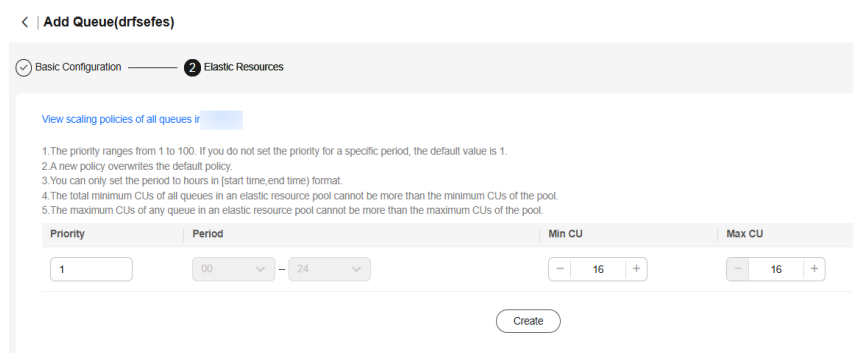 Add Queue(drfsefes)
Basic Configuration 2 Elastic Resources
View scaling policies of all queues in
1.The priority ranges from 1 to 100. If you do not set the priority for a specific period, the default value is 1.
2.A new policy overwrites the default policy.
3.You can only set the period to hours in [start time,end time) format.
4.The total minimum CUs of all queues in an elastic resource pool cannot be more than the minimum CUs of the pool.
5.The maximum CUs of any queue in an elastic resource pool cannot be more than the maximum CUs of the pool.
Priority Period Min CU Max CU
1 00 – 24 − 16 + − 16 +
Create